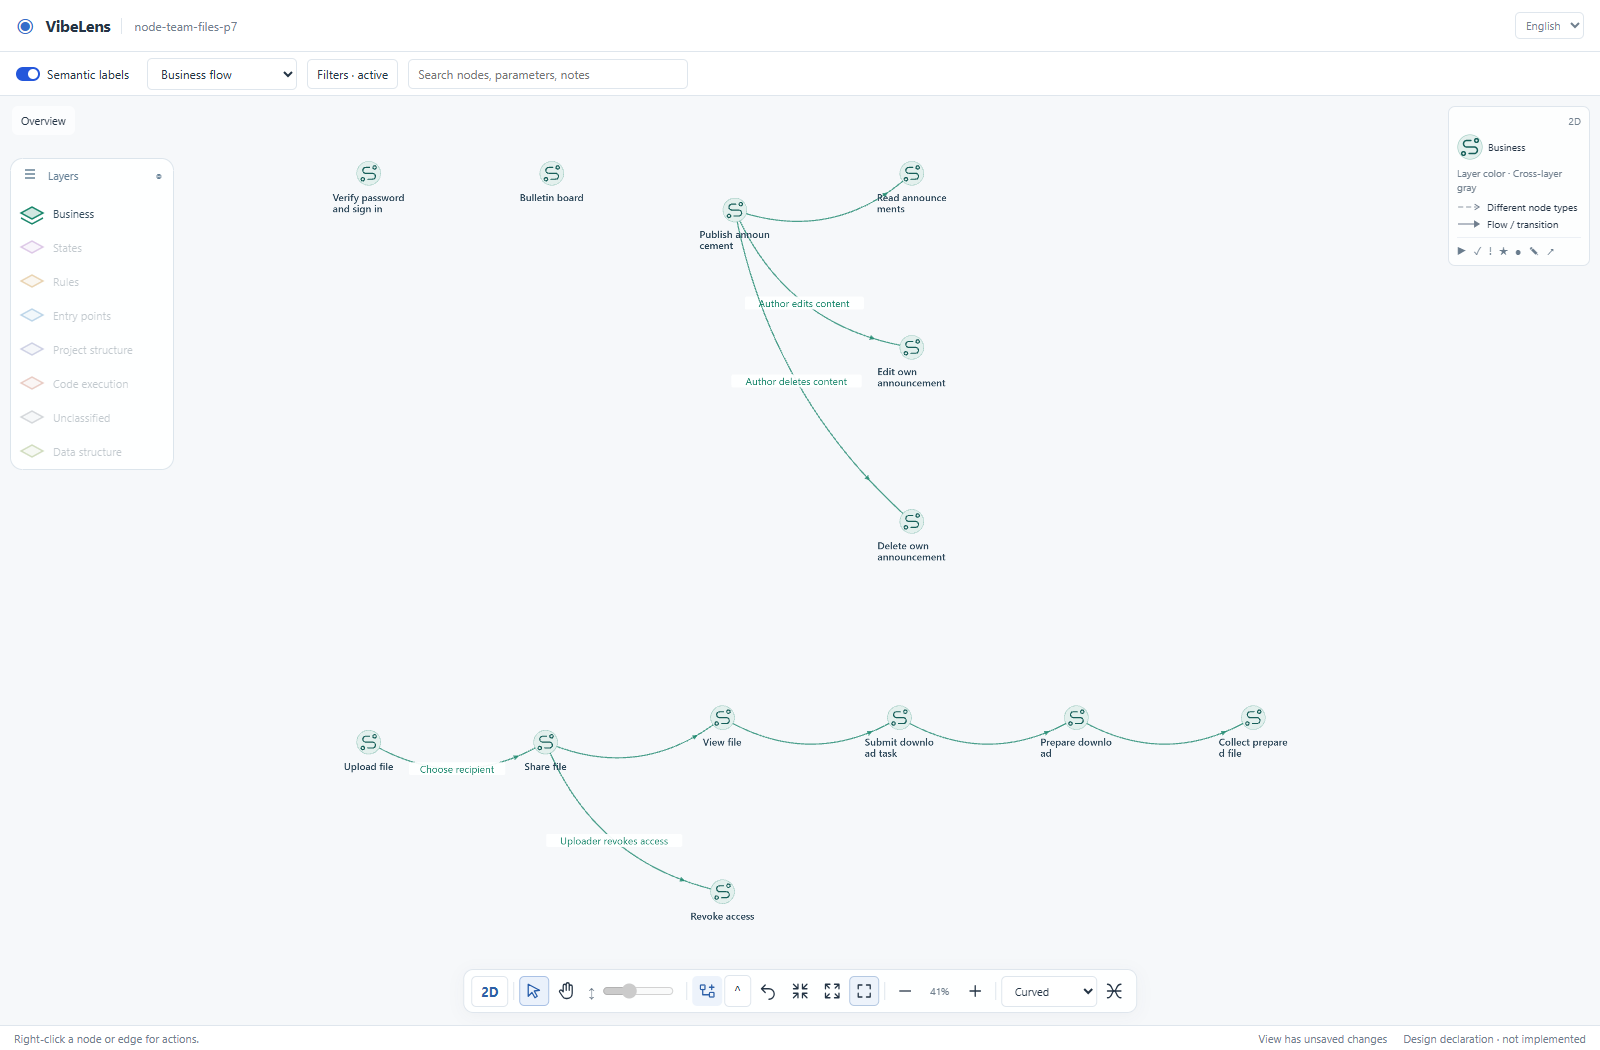 VibeLens
node-team-files-p7
English
Semantic labels
Business flow
Filters · active
Search nodes, parameters, notes
Overview
Layers
Business
States
Rules
Entry points
Project structure
Code execution
Unclassified
Data structure
2D
Business
Layer color · Cross-layer
gray
Different node types
Flow / transition
Verify password
and sign in
Bulletin board
Publish announ
cement
Read announce
ments
Author edits content
Edit own
announcement
Author deletes content
Delete own
announcement
Upload file
Choose recipient
Share file
View file
Submit downlo
ad task
Prepare downlo
ad
Collect prepare
d file
Uploader revokes access
Revoke access
2D
41%
Curved
Right-click a node or edge for actions.
View has unsaved changes
Design declaration · not implemented